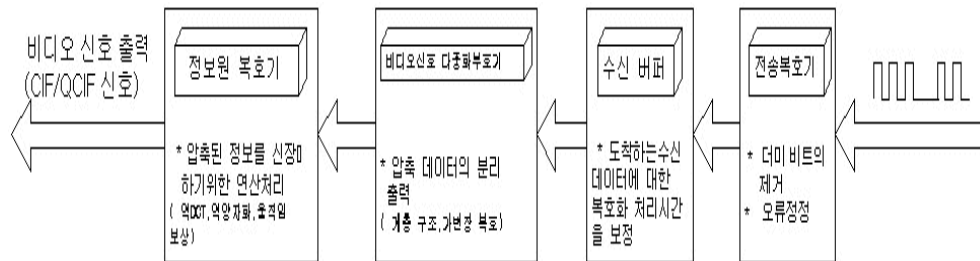 비디오 신호 출력
(CIF/QCIF 신호)
정보원 복호기
* 압축된 정보를 신장
하기위한 연산처리
( 역DCT,역양자화,움직임
보상)
비디오신호 다중화부호기
* 압축 데이터의 분리
출력
( 계층 구조,가변장 복호)
수신 버퍼
* 도착하는수신
데이터에 대한
복호화 처리시간
을 보정
전송복호기
* 더미 비트의
제거
* 오류정정